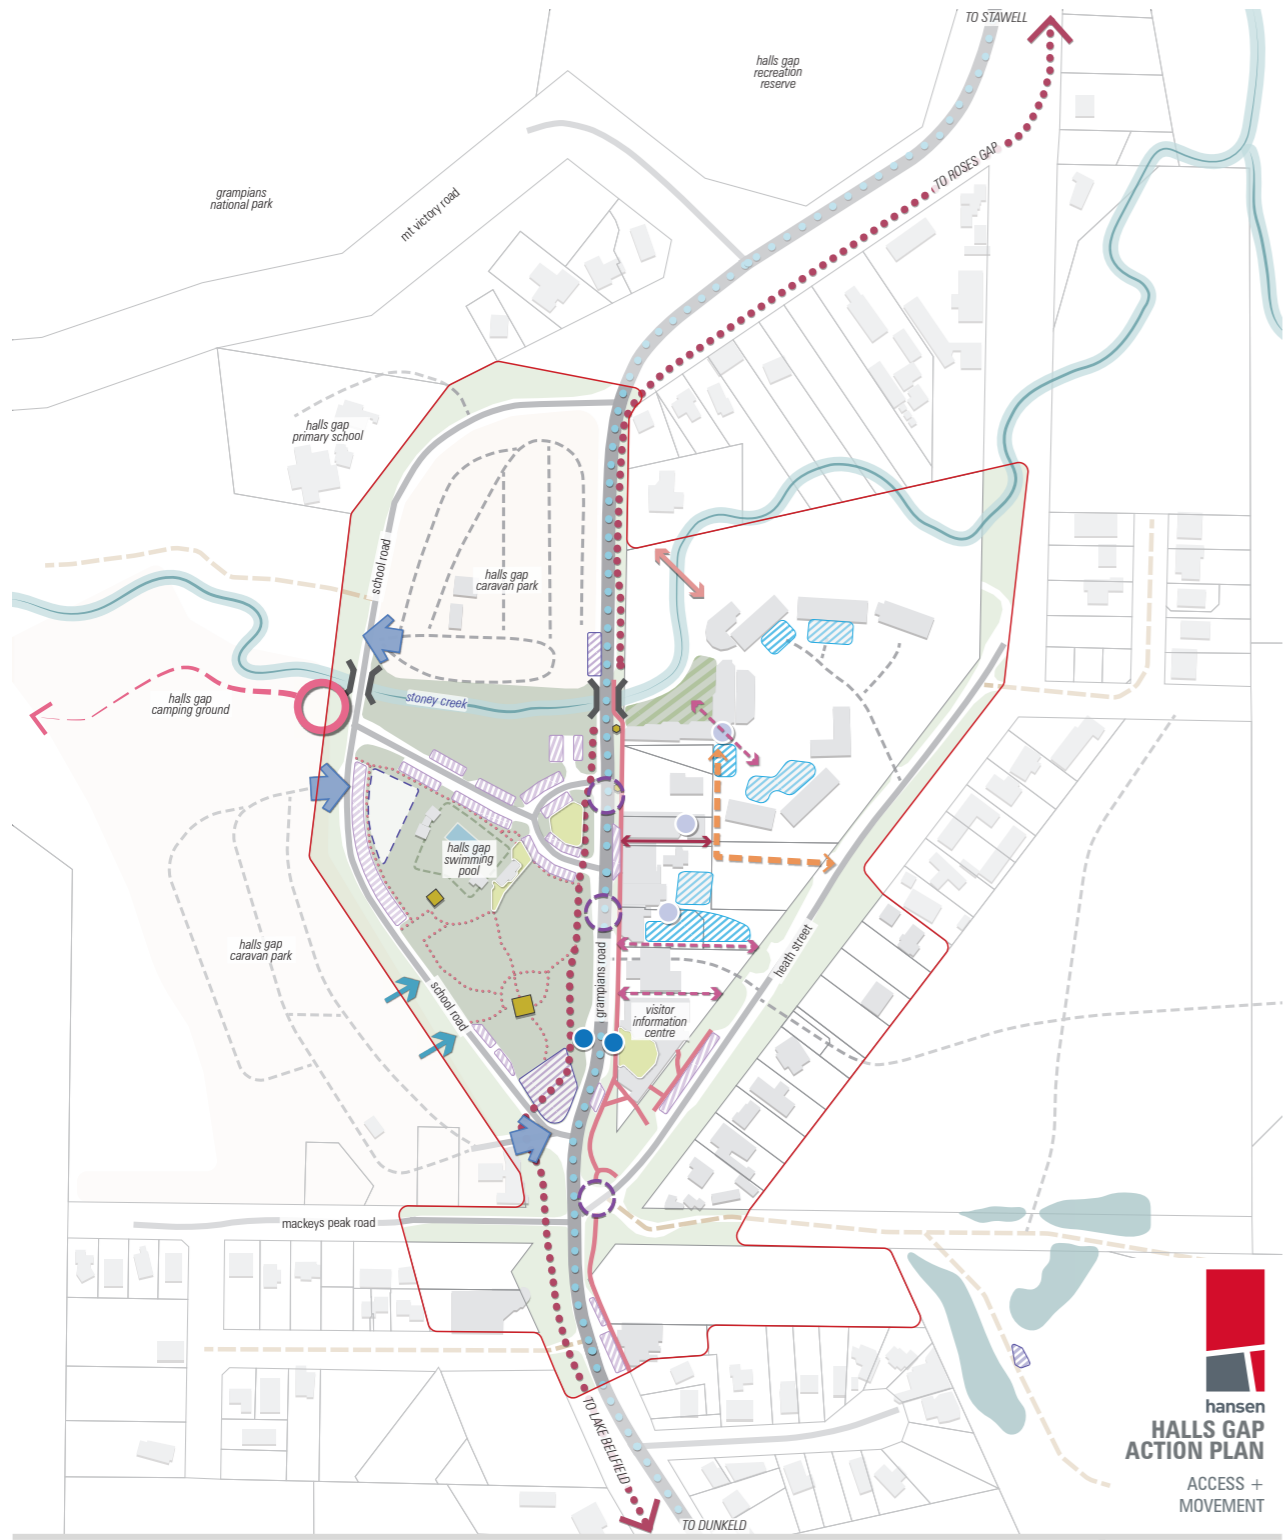 TO STAWELL
halls gap
recreation
reserve
TO ROSES GAP
grampians
national park
mt victory road
halls gap
primary school
school road
halls gap
caravan park
stoney creek
halls gap
camping ground
halls gap
swimming
pool
halls gap
caravan park
school road
grampians road
heath street
visitor
information
centre
mackeys peak road
TO LAKE BELLFIELD
TO DUNKELD
hansen
HALLS GAP
ACTION PLAN
ACCESS +
MOVEMENT